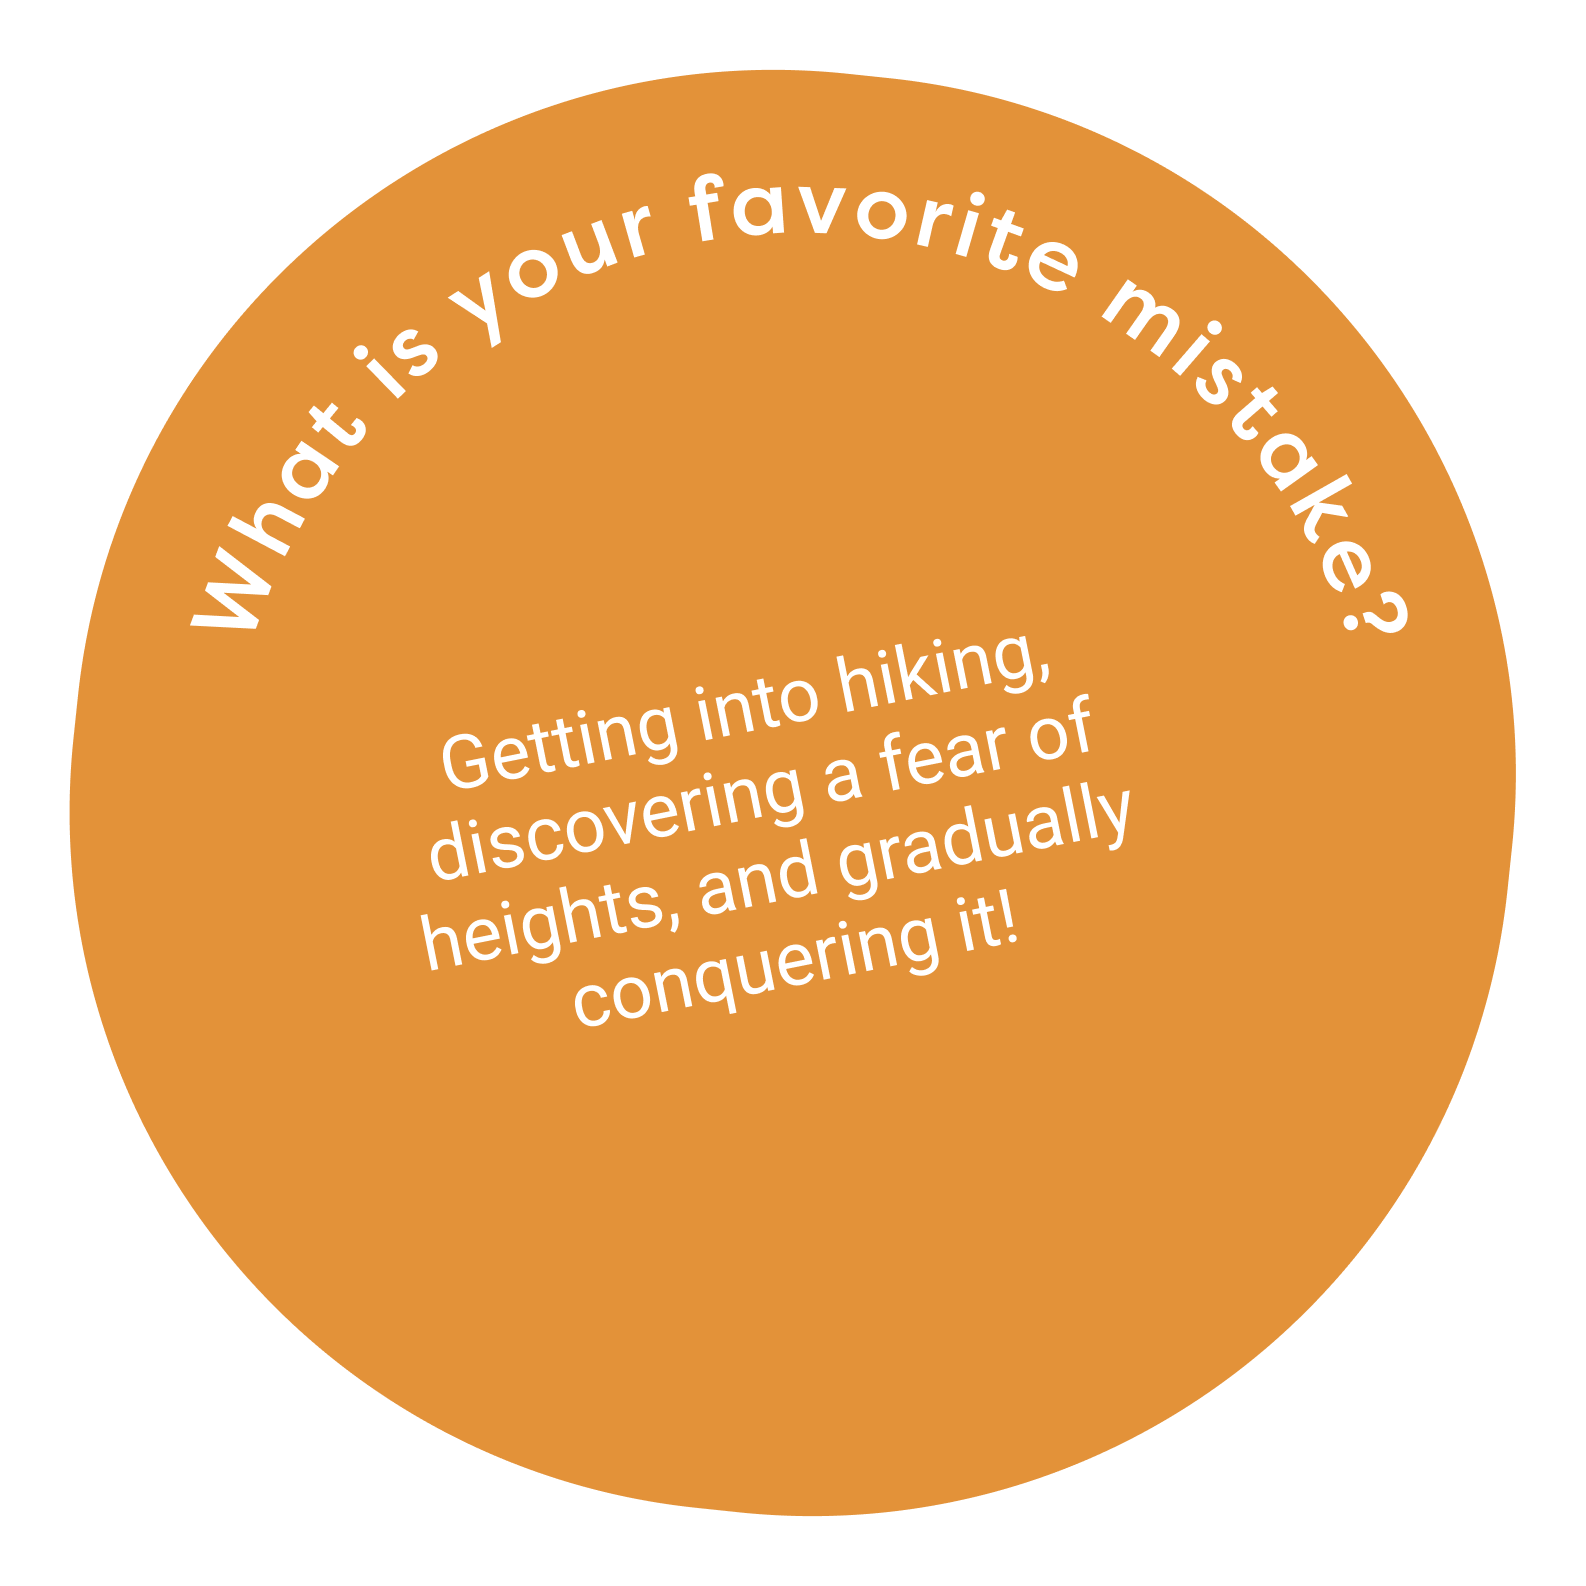 What is your favorite mistake?
Getting into hiking,
discovering a fear of
heights, and gradually
conquering it!